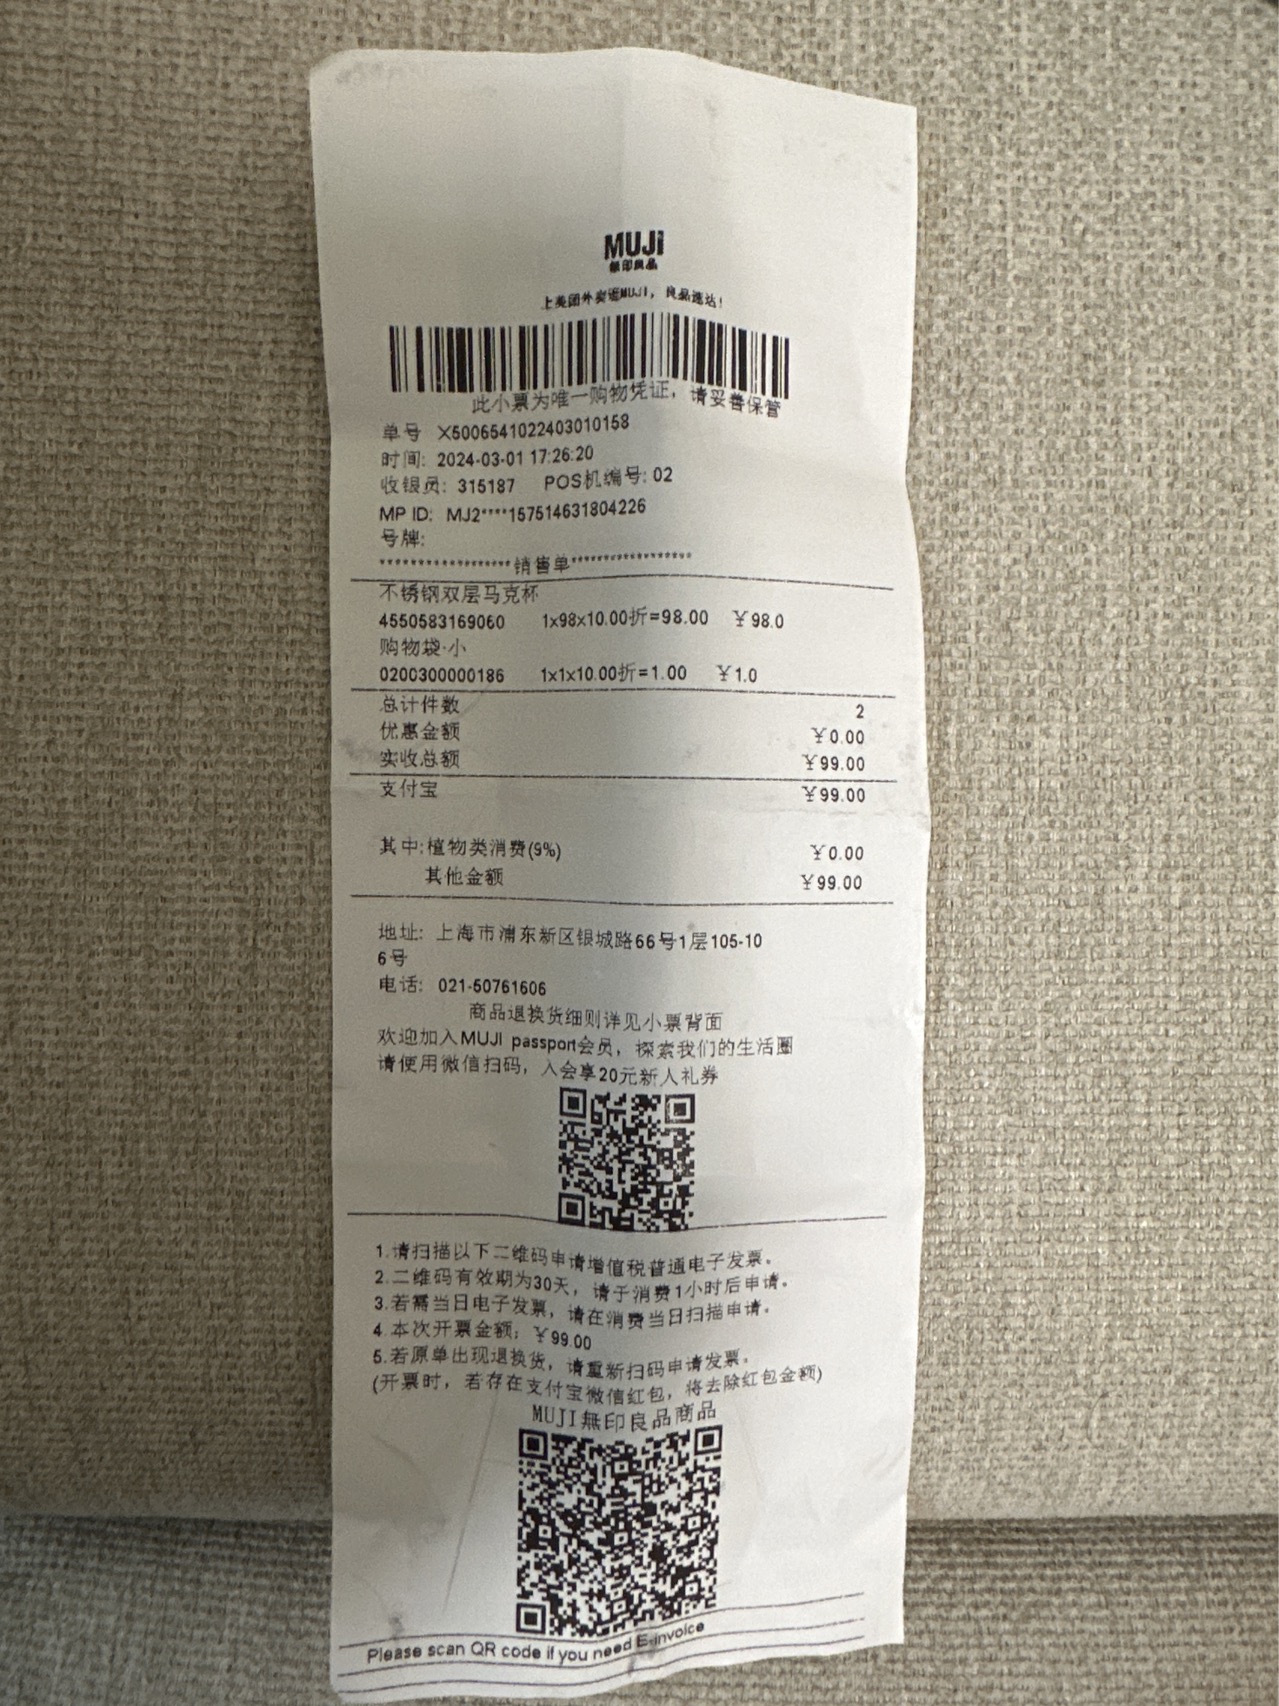 MUJI
無印良品
上美团外卖逛MUJI，良品速达！
此小票为唯一购物凭证，请妥善保管
单号 X5006541022403010158
时间: 2024-03-01 17:26:20
收银员: 315187 POS机编号: 02
MP ID: MJ2****157514631804226
号牌:
******************销售单******************
不锈钢双层马克杯
4550583169060 1x98x10.00折=98.00 ￥98.0
购物袋·小
0200300000186 1x1x10.00折=1.00 ￥1.0
总计件数 2
优惠金额 ￥0.00
实收总额 ￥99.00
支付宝 ￥99.00
其中:植物类消费(9%) ￥0.00
其他金额 ￥99.00
地址: 上海市浦东新区银城路66号1层105-10
6号
电话: 021-50761606
商品退换货细则详见小票背面
欢迎加入MUJI passport会员，探索我们的生活圈
请使用微信扫码，入会享20元新人礼券
1.请扫描以下二维码申请增值税普通电子发票。
2.二维码有效期为30天，请于消费1小时后申请。
3.若需当日电子发票，请在消费当日扫描申请。
4.本次开票金额: ￥99.00
5.若原单出现退换货，请重新扫码申请发票。
(开票时，若存在支付宝微信红包，将去除红包金额)
MUJI無印良品商品
Please scan QR code if you need E-invoice